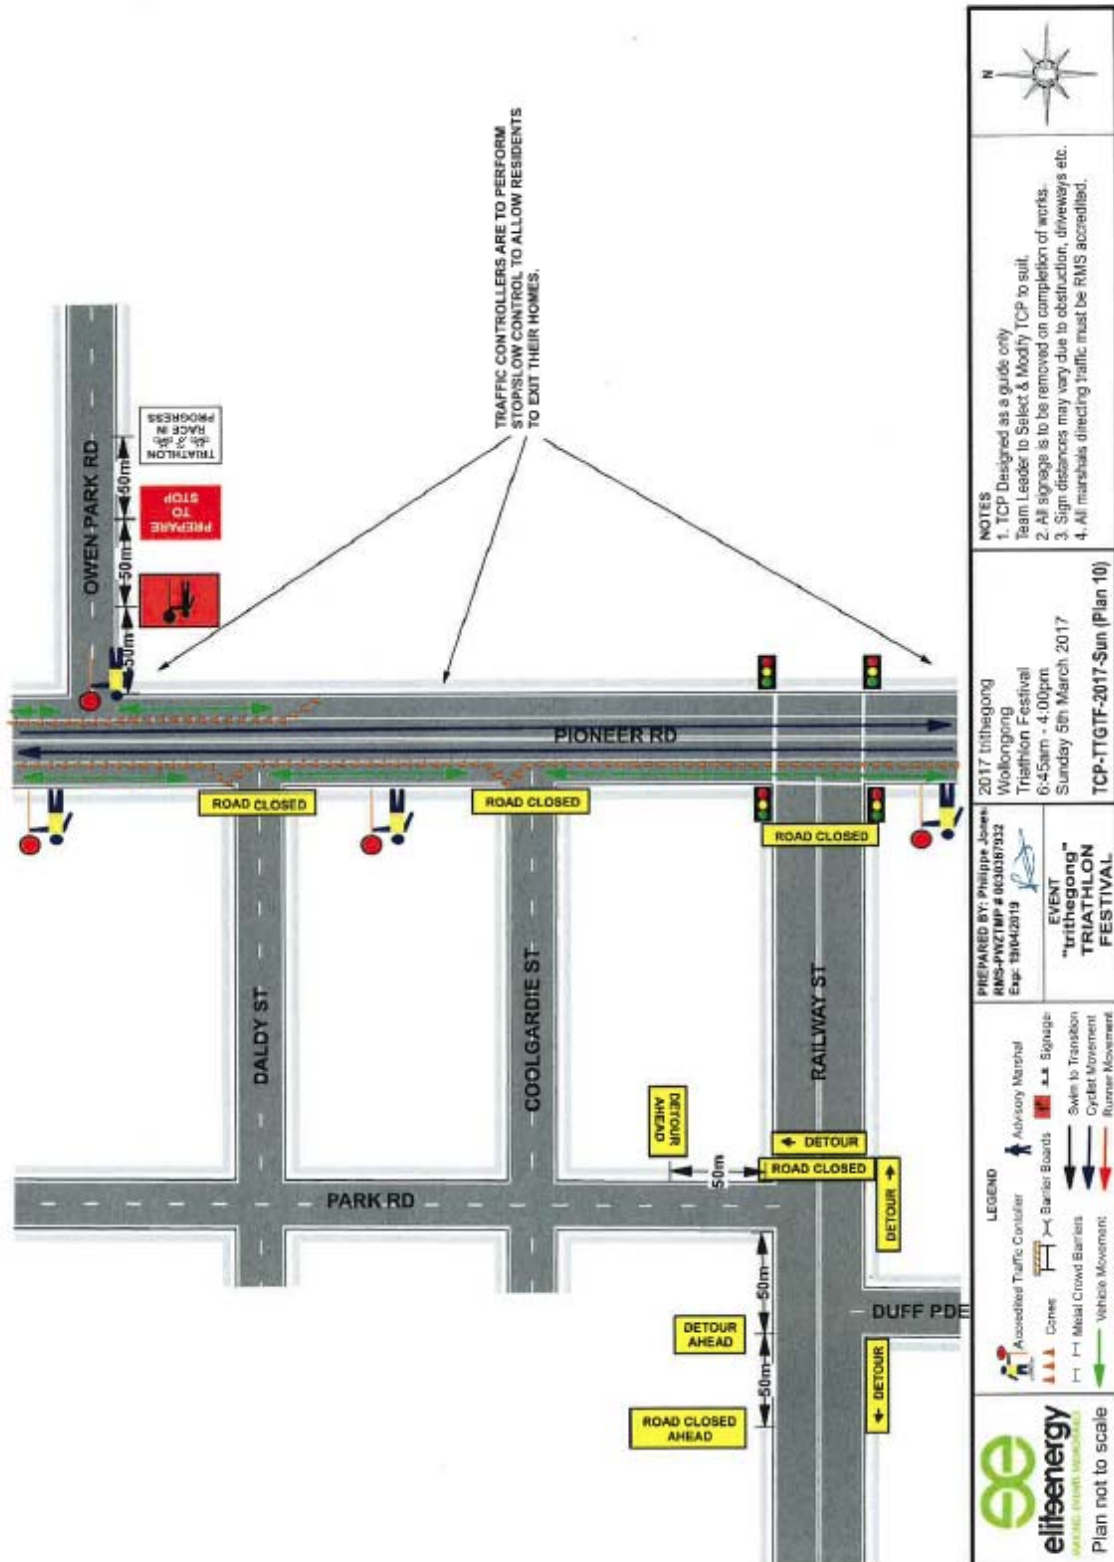 OWEN PARK RD
TRIATHLON
RACE IN
PROGRESS
PREPARE
TO
STOP
50m
50m
50m
TRAFFIC CONTROLLERS ARE TO PERFORM
STOP/SLOW CONTROL TO ALLOW RESIDENTS
TO EXIT THEIR HOMES.
PIONEER RD
ROAD CLOSED
ROAD CLOSED
ROAD CLOSED
DALDY ST
COOLGARDIE ST
RAILWAY ST
DETOUR
AHEAD
50m
DETOUR
ROAD CLOSED
DETOUR
PARK RD
50m
50m
DETOUR
AHEAD
ROAD CLOSED
AHEAD
DUFF PDE
DETOUR
N
NOTES
1. TCP Designed as a guide only
Team Leader to Select & Modify TCP to suit.
2. All signage is to be removed on completion of works.
3. Sign distances may vary due to obstruction, driveways etc.
4. All marshals directing traffic must be RMS accredited.
2017 trithegong
Wollongong
Triathlon Festival
6:45am - 4:00pm
Sunday 5th March 2017
TCP-TTGTF-2017-Sun (Plan 10)
PREPARED BY: Philippe Jones
RMS-PWZTMP #
Exp: 19/04/2019
EVENT
"trithegong"
TRIATHLON
FESTIVAL
LEGEND
Accredited Traffic Controller
Advisory Marshal
Cones
Barrier Boards
Signage
Metal Crowd Barriers
Swim to Transition
Vehicle Movement
Cyclist Movement
Runner Movement
eliteenergy
MAKING EVENTS MEMORABLE
Plan not to scale